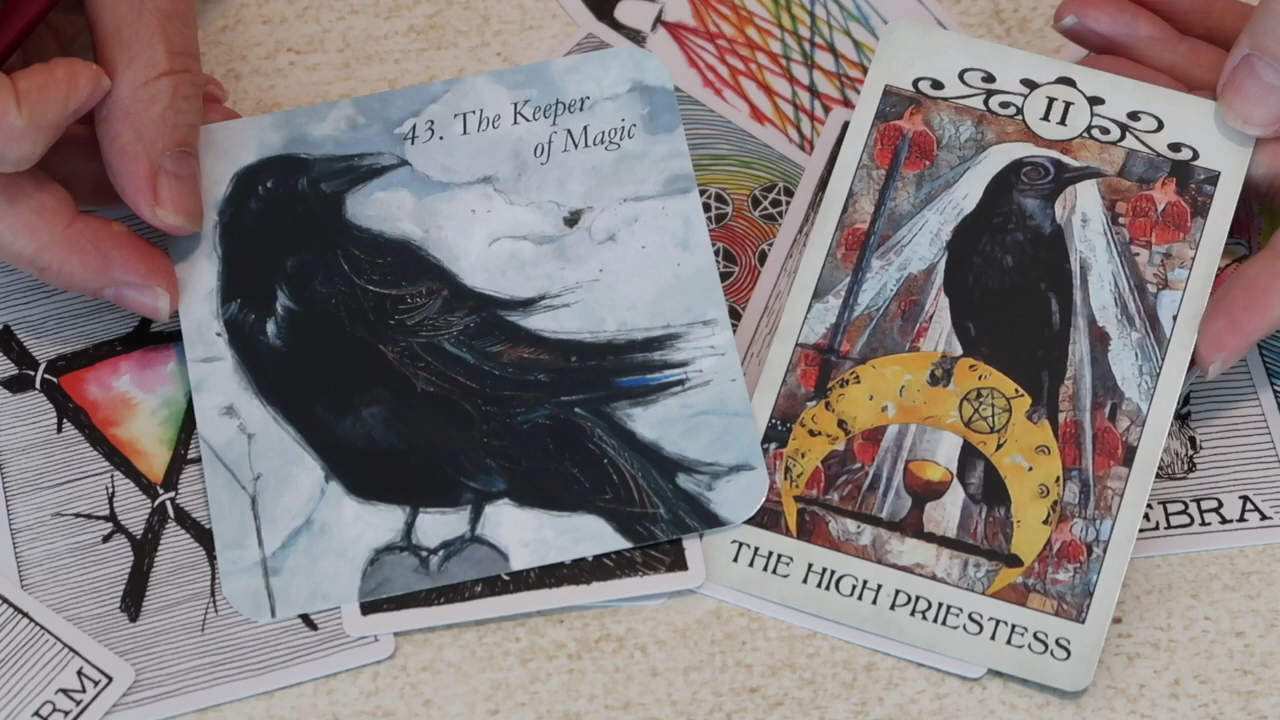 43. The Keeper
of Magic
II
THE HIGH PRIESTESS
EBRA
RM